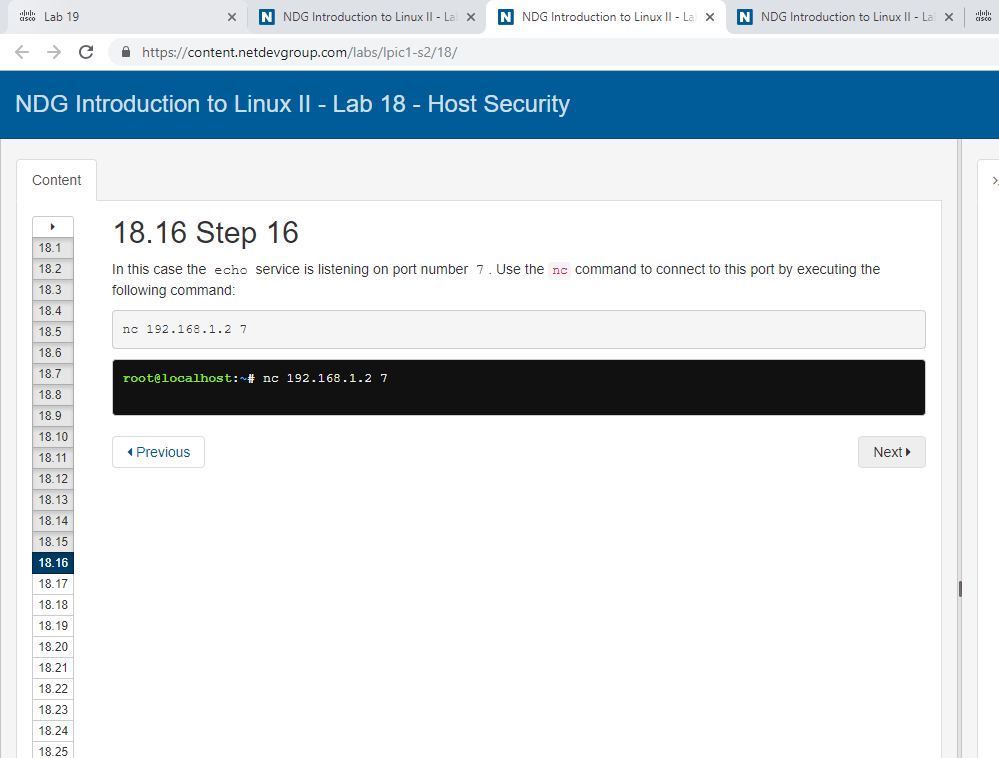 Lab 19
NDG Introduction to Linux II - La
NDG Introduction to Linux II - La
NDG Introduction to Linux II - La
https://content.netdevgroup.com/labs/lpic1-s2/18/
NDG Introduction to Linux II - Lab 18 - Host Security
Content
18.1
18.2
18.3
18.4
18.5
18.6
18.7
18.8
18.9
18.10
18.11
18.12
18.13
18.14
18.15
18.16
18.17
18.18
18.19
18.20
18.21
18.22
18.23
18.24
18.25
18.16 Step 16
In this case the echo service is listening on port number 7 . Use the nc command to connect to this port by executing the
following command:
nc 192.168.1.2 7
root@localhost:~# nc 192.168.1.2 7
Previous
Next